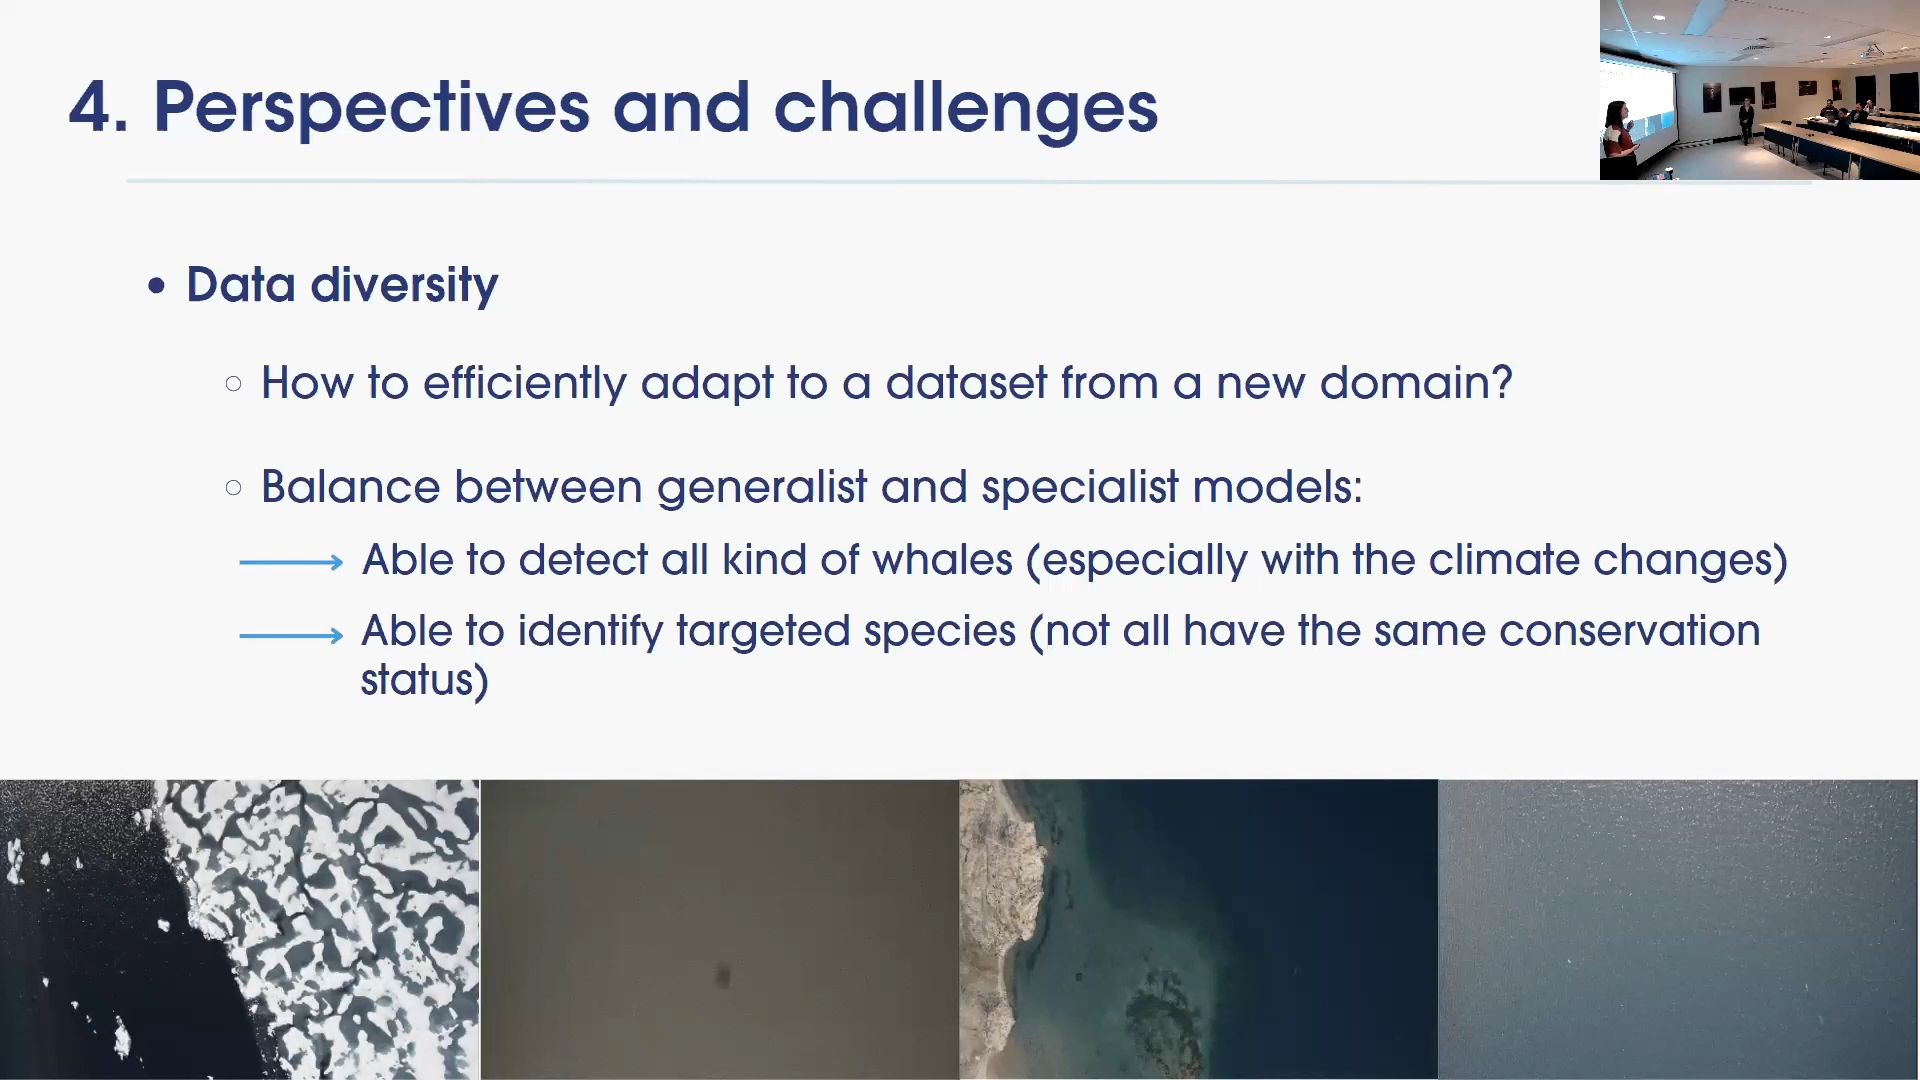 4. Perspectives and challenges
• Data diversity
○ How to efficiently adapt to a dataset from a new domain?
○ Balance between generalist and specialist models:
Able to detect all kind of whales (especially with the climate changes)
Able to identify targeted species (not all have the same conservation
status)